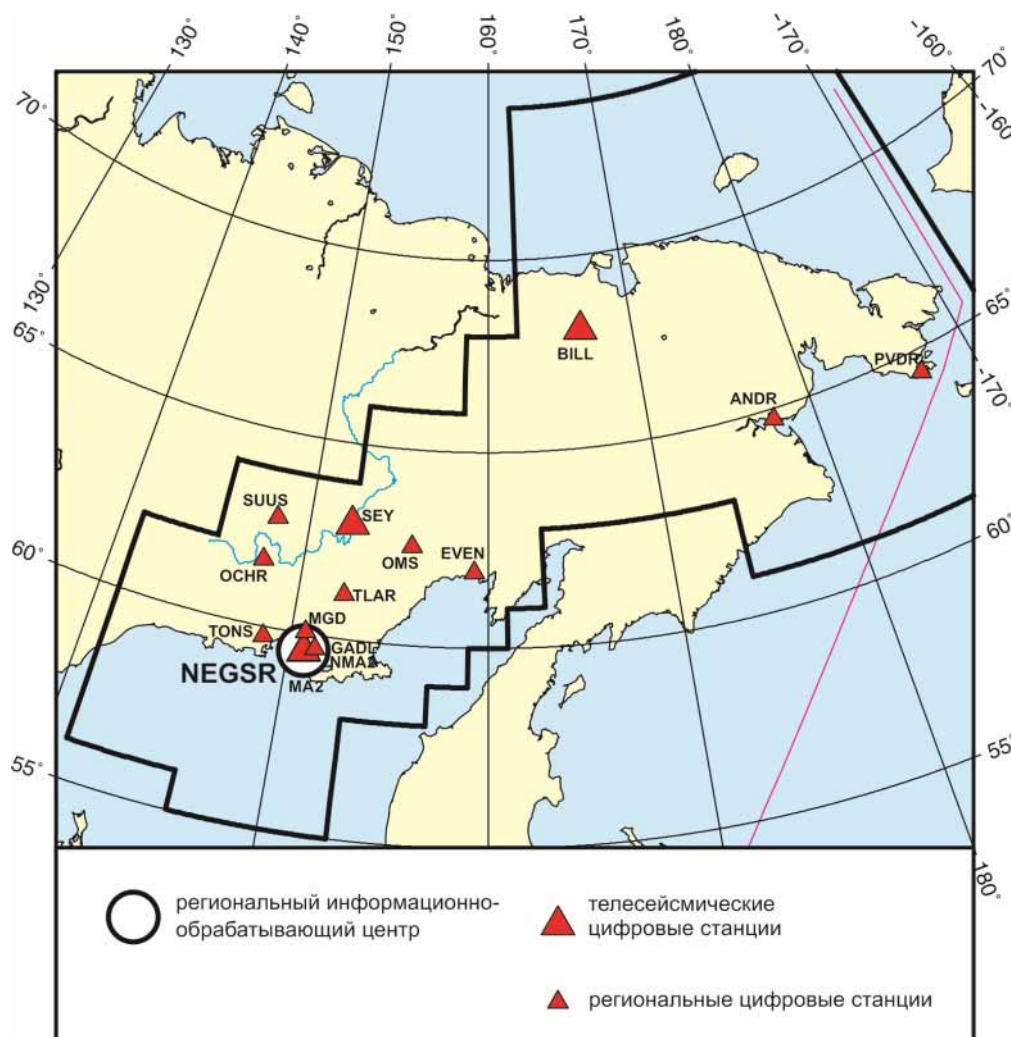 130°
140°
150°
160°
170°
180°
-170°
-160°
70°
70°
-160°
130°
65°
65°
-170°
BILL
PVDR
ANDR
SUUS
SEY
OMS
EVEN
60°
60°
OCHR
TLAR
TONS
MGD
GADL
NMA2
NEGSR
MA2
55°
55°
180°
региональный информационно-
обрабатывающий центр
телесейсмические
цифровые станции
региональные цифровые станции